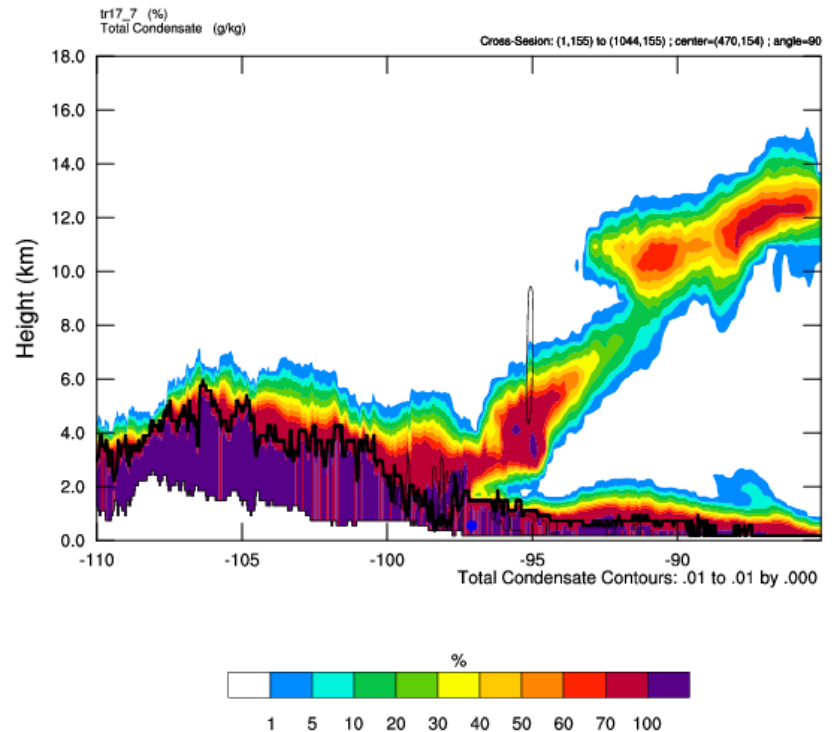 tr17_7 (%)
Total Condensate (g/kg)
Cross-Sesion: (1,155) to (1044,155) ; center=(470,154) ; angle=90
18.0
16.0
14.0
12.0
10.0
8.0
6.0
4.0
2.0
0.0
Height (km)
-110 -105 -100 -95 -90
Total Condensate Contours: .01 to .01 by .000
%
1 5 10 20 30 40 50 60 70 100